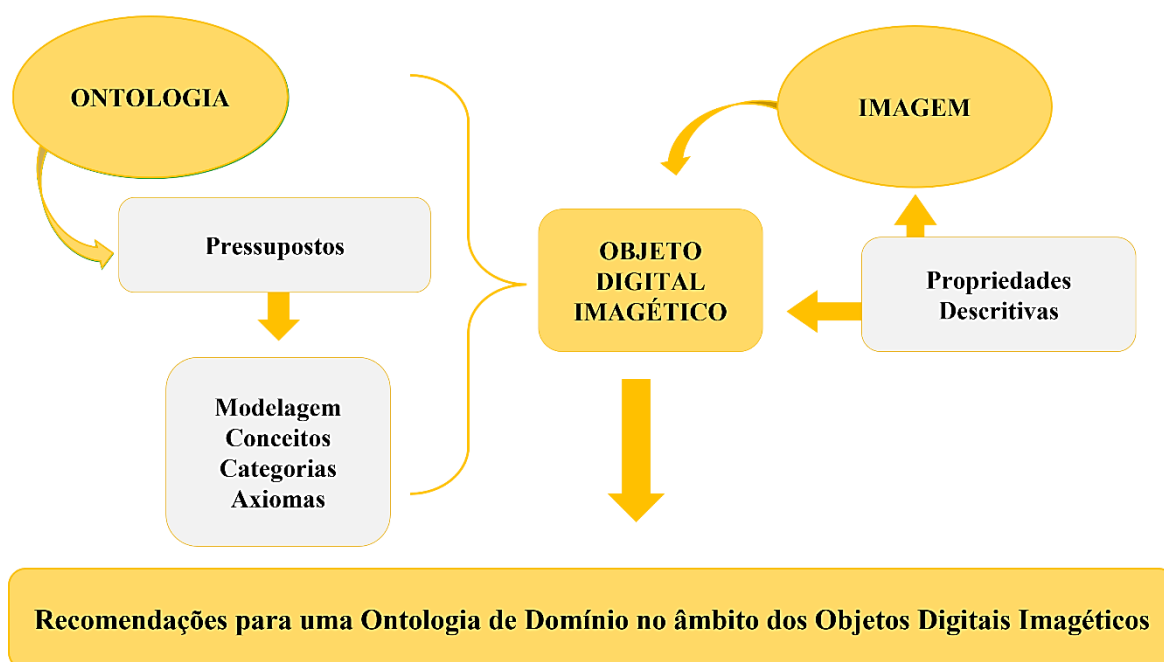 ONTOLOGIA
Pressupostos
Modelagem
Conceitos
Categorias
Axiomas
OBJETO
DIGITAL
IMAGÉTICO
IMAGEM
Propriedades
Descritivas
Recomendações para uma Ontologia de Domínio no âmbito dos Objetos Digitais Imagéticos